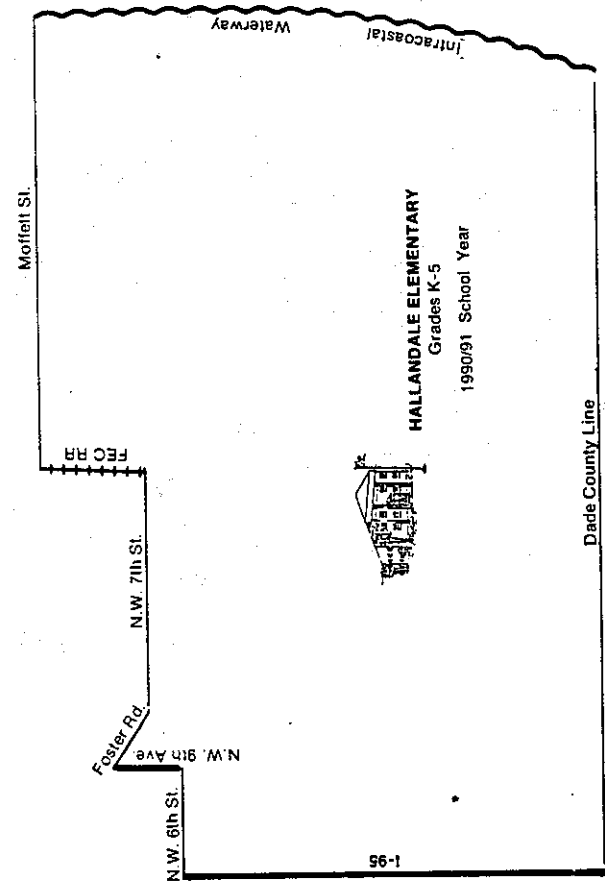 Moffett St.
Intracoastal
Waterway
FEC RR
N.W. 7th St.
Foster Rd.
N.W. 9th Ave.
N.W. 6th St.
I-95
HALLANDALE ELEMENTARY
Grades K-5
1990/91 School Year
Dade County Line